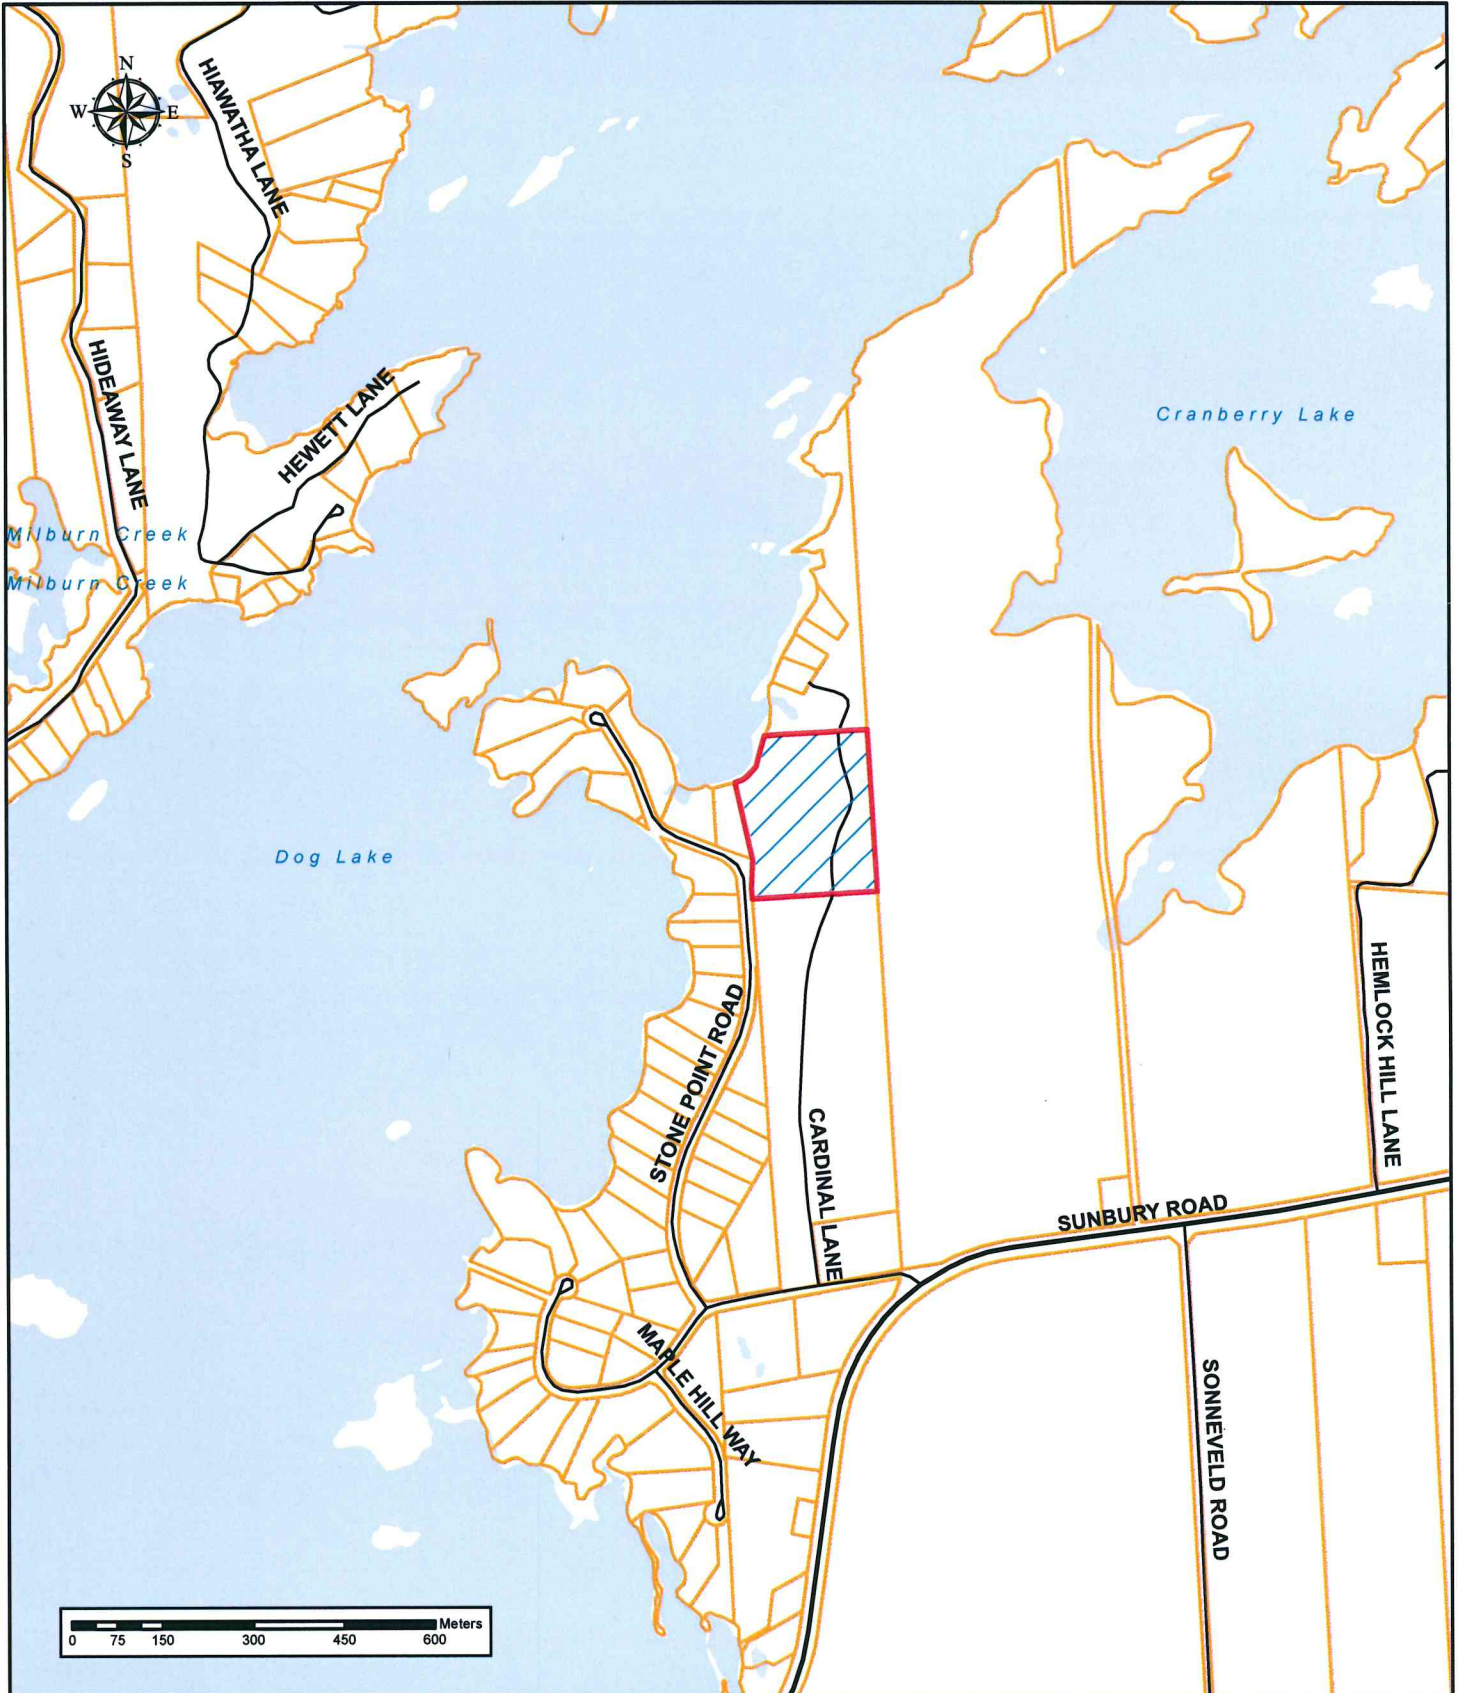 N
W
E
S
HIAWATHA LANE
HIDEAWAY LANE
HEWETT LANE
Cranberry Lake
Milburn Creek
Milburn Creek
Dog Lake
HEMLOCK HILL LANE
STONE POINT ROAD
CARDINAL LANE
SUNBURY ROAD
MAPLE HILL WAY
SONNEVELD ROAD
Meters
0 75 150 300 450 600